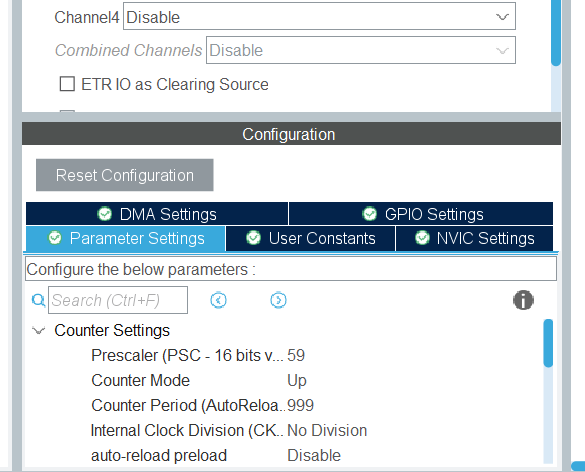 Channel4 Disable
Combined Channels Disable
ETR IO as Clearing Source
Configuration
Reset Configuration
DMA Settings GPIO Settings
Parameter Settings User Constants NVIC Settings
Configure the below parameters :
Search (Ctrl+F)
Counter Settings
Prescaler (PSC - 16 bits v... 59
Counter Mode Up
Counter Period (AutoReloa... 999
Internal Clock Division (CK... No Division
auto-reload preload Disable